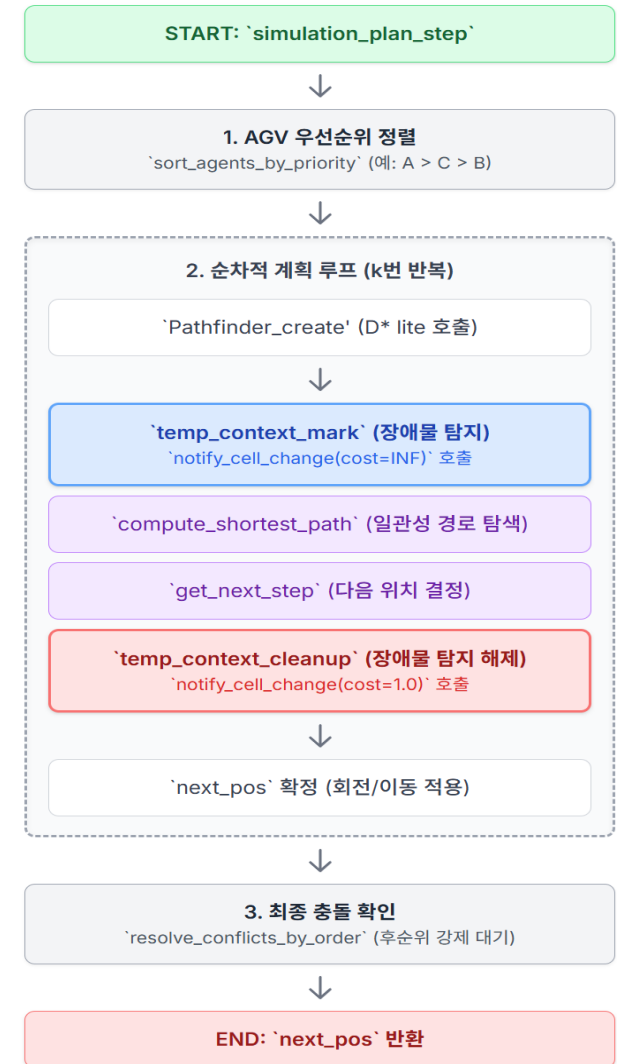 START: `simulation_plan_step`
1. AGV 우선순위 정렬
`sort_agents_by_priority` (예: A > C > B)
2. 순차적 계획 루프 (k번 반복)
`Pathfinder_create' (D* lite 호출)
`temp_context_mark` (장애물 탐지)
`notify_cell_change(cost=INF)` 호출
`compute_shortest_path` (일관성 경로 탐색)
`get_next_step` (다음 위치 결정)
`temp_context_cleanup` (장애물 탐지 해제)
`notify_cell_change(cost=1.0)` 호출
`next_pos` 확정 (회전/이동 적용)
3. 최종 충돌 확인
`resolve_conflicts_by_order` (후순위 강제 대기)
END: `next_pos` 반환